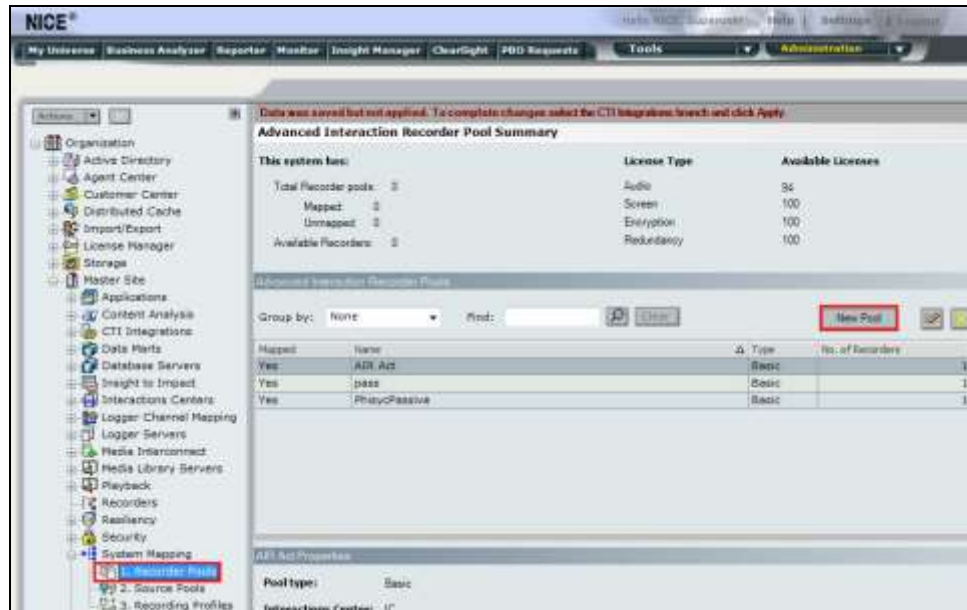 NICE®
Help
Settings
My Universe Business Analyzer Reporter Monitor Insight Manager ClearSight PBO Requests Tools Administration
Actions
Data was saved but not applied. To complete changes select the CTI Integrations branch and click Apply.
Advanced Interaction Recorder Pool Summary
Organization
Active Directory
Agent Center
Customer Center
Distributed Cache
Import/Export
License Manager
Storage
Master Site
Applications
Content Analysis
CTI Integrations
Data Marts
Database Servers
Insight to Impact
Interactions Centers
Logger Channel Mapping
Logger Servers
Media Interconnect
Media Library Servers
Playback
Recorders
Resiliency
Security
System Mapping
1. Recorder Pools
2. Source Pools
3. Recording Profiles
This system has: License Type Available Licenses
Total Recorder pools: 3 Audio 94
Mapped: 3 Screen 100
Unmapped: 0 Encryption 100
Available Recorders: Redundancy 100
Advanced Interaction Recorder Pools
Group by: None Find: Clear New Pool
Mapped Name Type No. of Recorders
Yes AIR Act Basic 1
Yes pass Basic 1
Yes PhisycPassive Basic 1
AIR Act Properties
Pool type: Basic
Interactions Center: IC